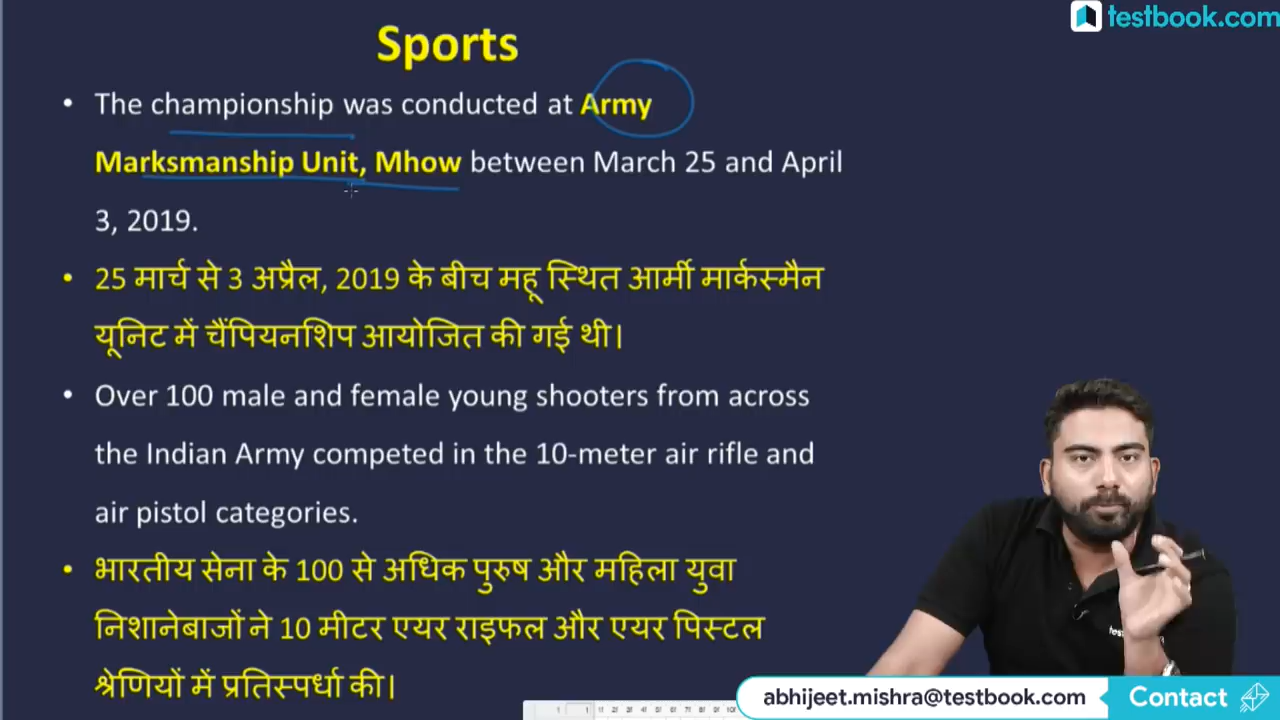 testbook.com
Sports
• The championship was conducted at Army
Marksmanship Unit, Mhow between March 25 and April
3, 2019.
• 25 मार्च से 3 अप्रैल, 2019 के बीच महू स्थित आर्मी मार्कस्मैन
यूनिट में चैंपियनशिप आयोजित की गई थी।
• Over 100 male and female young shooters from across
the Indian Army competed in the 10-meter air rifle and
air pistol categories.
• भारतीय सेना के 100 से अधिक पुरुष और महिला युवा
निशानेबाजों ने 10 मीटर एयर राइफल और एयर पिस्टल
श्रेणियों में प्रतिस्पर्धा की।
abhijeet.mishra@testbook.com Contact